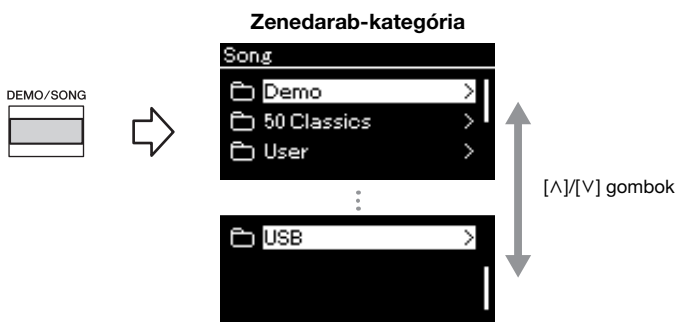 Zenedarab-kategória
Song
DEMO/SONG
Demo >
50 Classics >
User >
[∧]/[∨] gombok
USB >